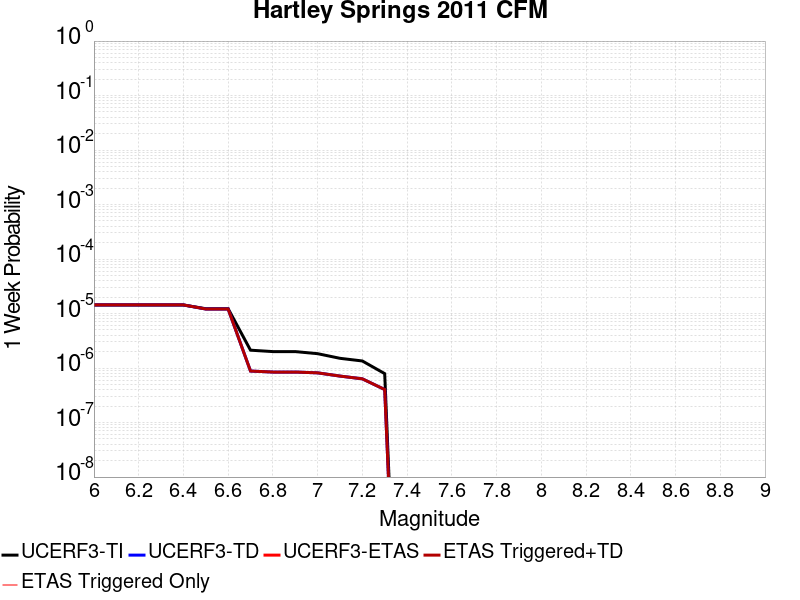 Hartley Springs 2011 CFM
1 Week Probability
10^0
10^-1
10^-2
10^-3
10^-4
10^-5
10^-6
10^-7
10^-8
6 6.2 6.4 6.6 6.8 7 7.2 7.4 7.6 7.8 8 8.2 8.4 8.6 8.8 9
Magnitude
UCERF3-TI UCERF3-TD UCERF3-ETAS ETAS Triggered+TD
ETAS Triggered Only